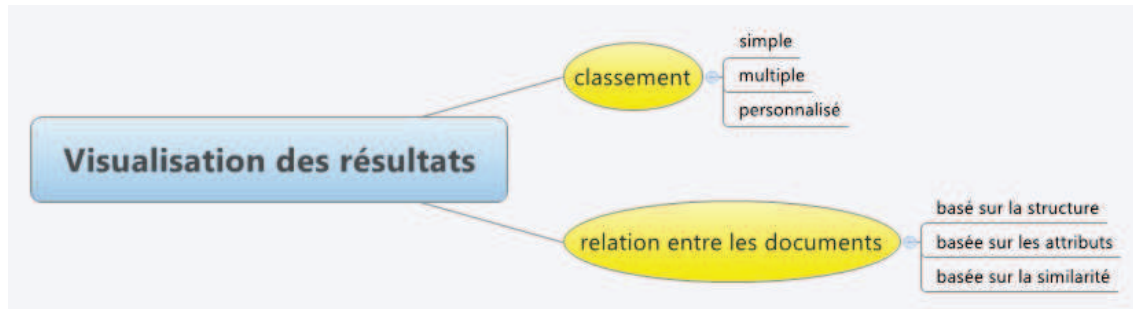 Visualisation des résultats
classement
simple
multiple
personnalisé
relation entre les documents
basé sur la structure
basée sur les attributs
basée sur la similarité